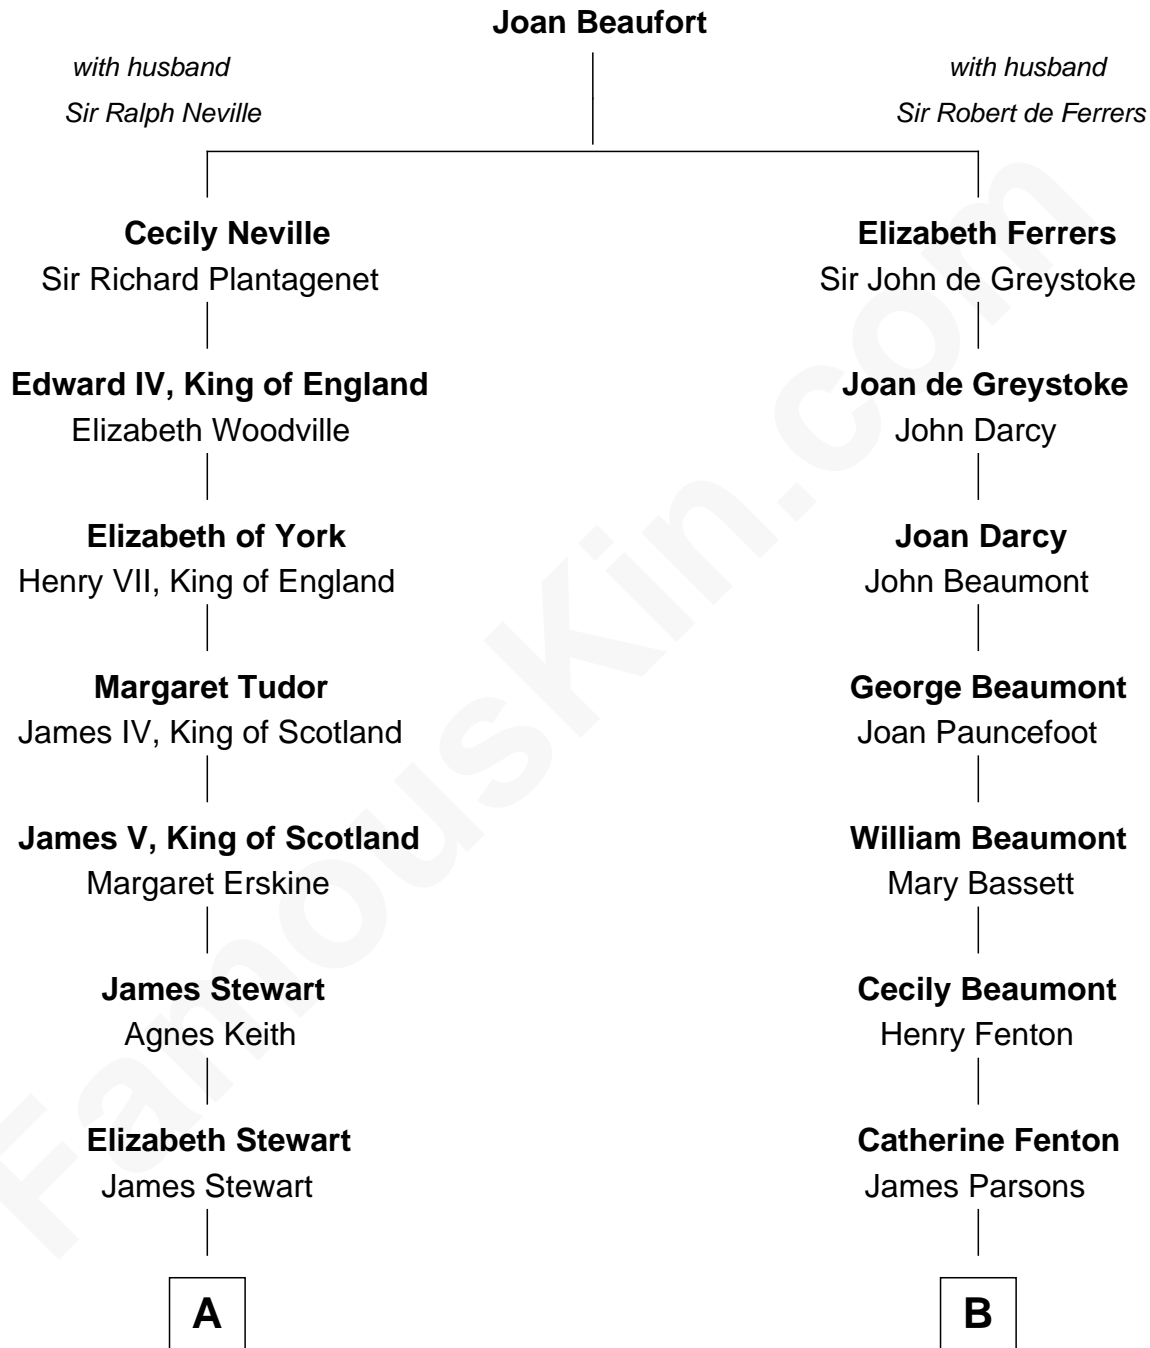 Joan Beaufort
with husband
Sir Ralph Neville
with husband
Sir Robert de Ferrers
Cecily Neville
Sir Richard Plantagenet
Elizabeth Ferrers
Sir John de Greystoke
Edward IV, King of England
Elizabeth Woodville
Joan de Greystoke
John Darcy
Elizabeth of York
Henry VII, King of England
Joan Darcy
John Beaumont
Margaret Tudor
James IV, King of Scotland
George Beaumont
Joan Pauncefoot
James V, King of Scotland
Margaret Erskine
William Beaumont
Mary Bassett
James Stewart
Agnes Keith
Cecily Beaumont
Henry Fenton
Elizabeth Stewart
James Stewart
Catherine Fenton
James Parsons
A
B
FamousKin.com